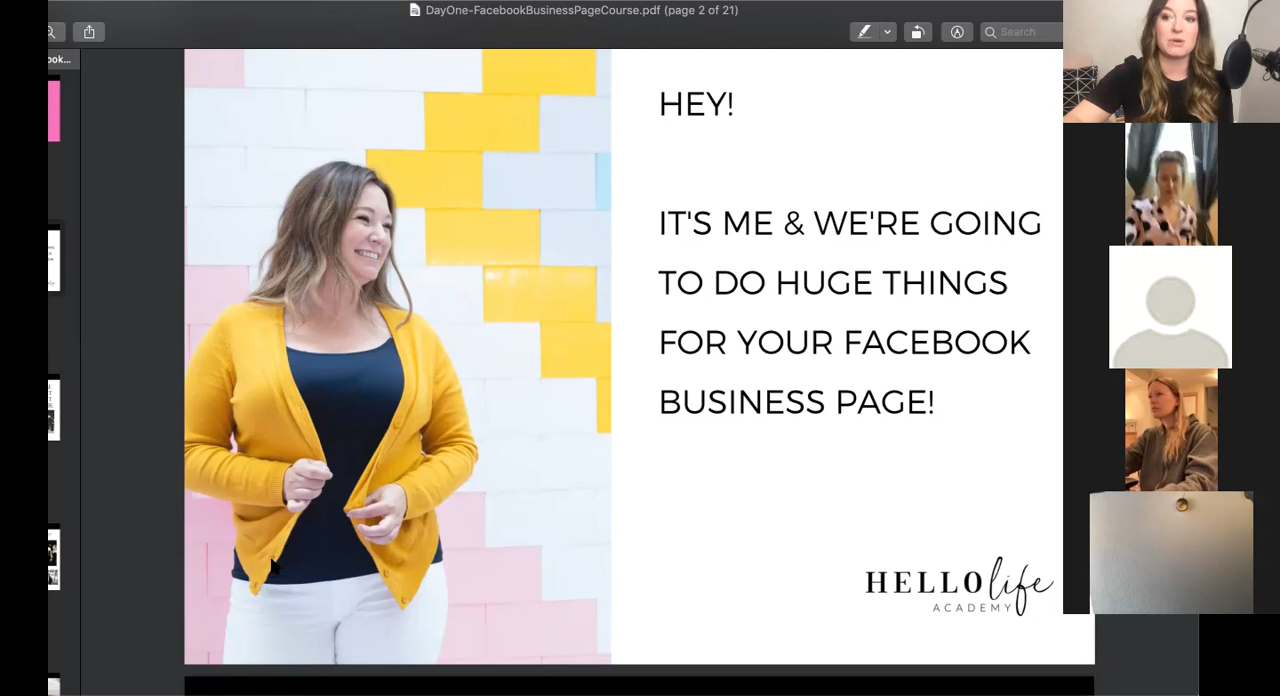 DayOne-FacebookBusinessPageCourse.pdf (page 2 of 21)
Search
ook...
HEY!
IT'S ME & WE'RE GOING
TO DO HUGE THINGS
FOR YOUR FACEBOOK
BUSINESS PAGE!
HELLO life
ACADEMY